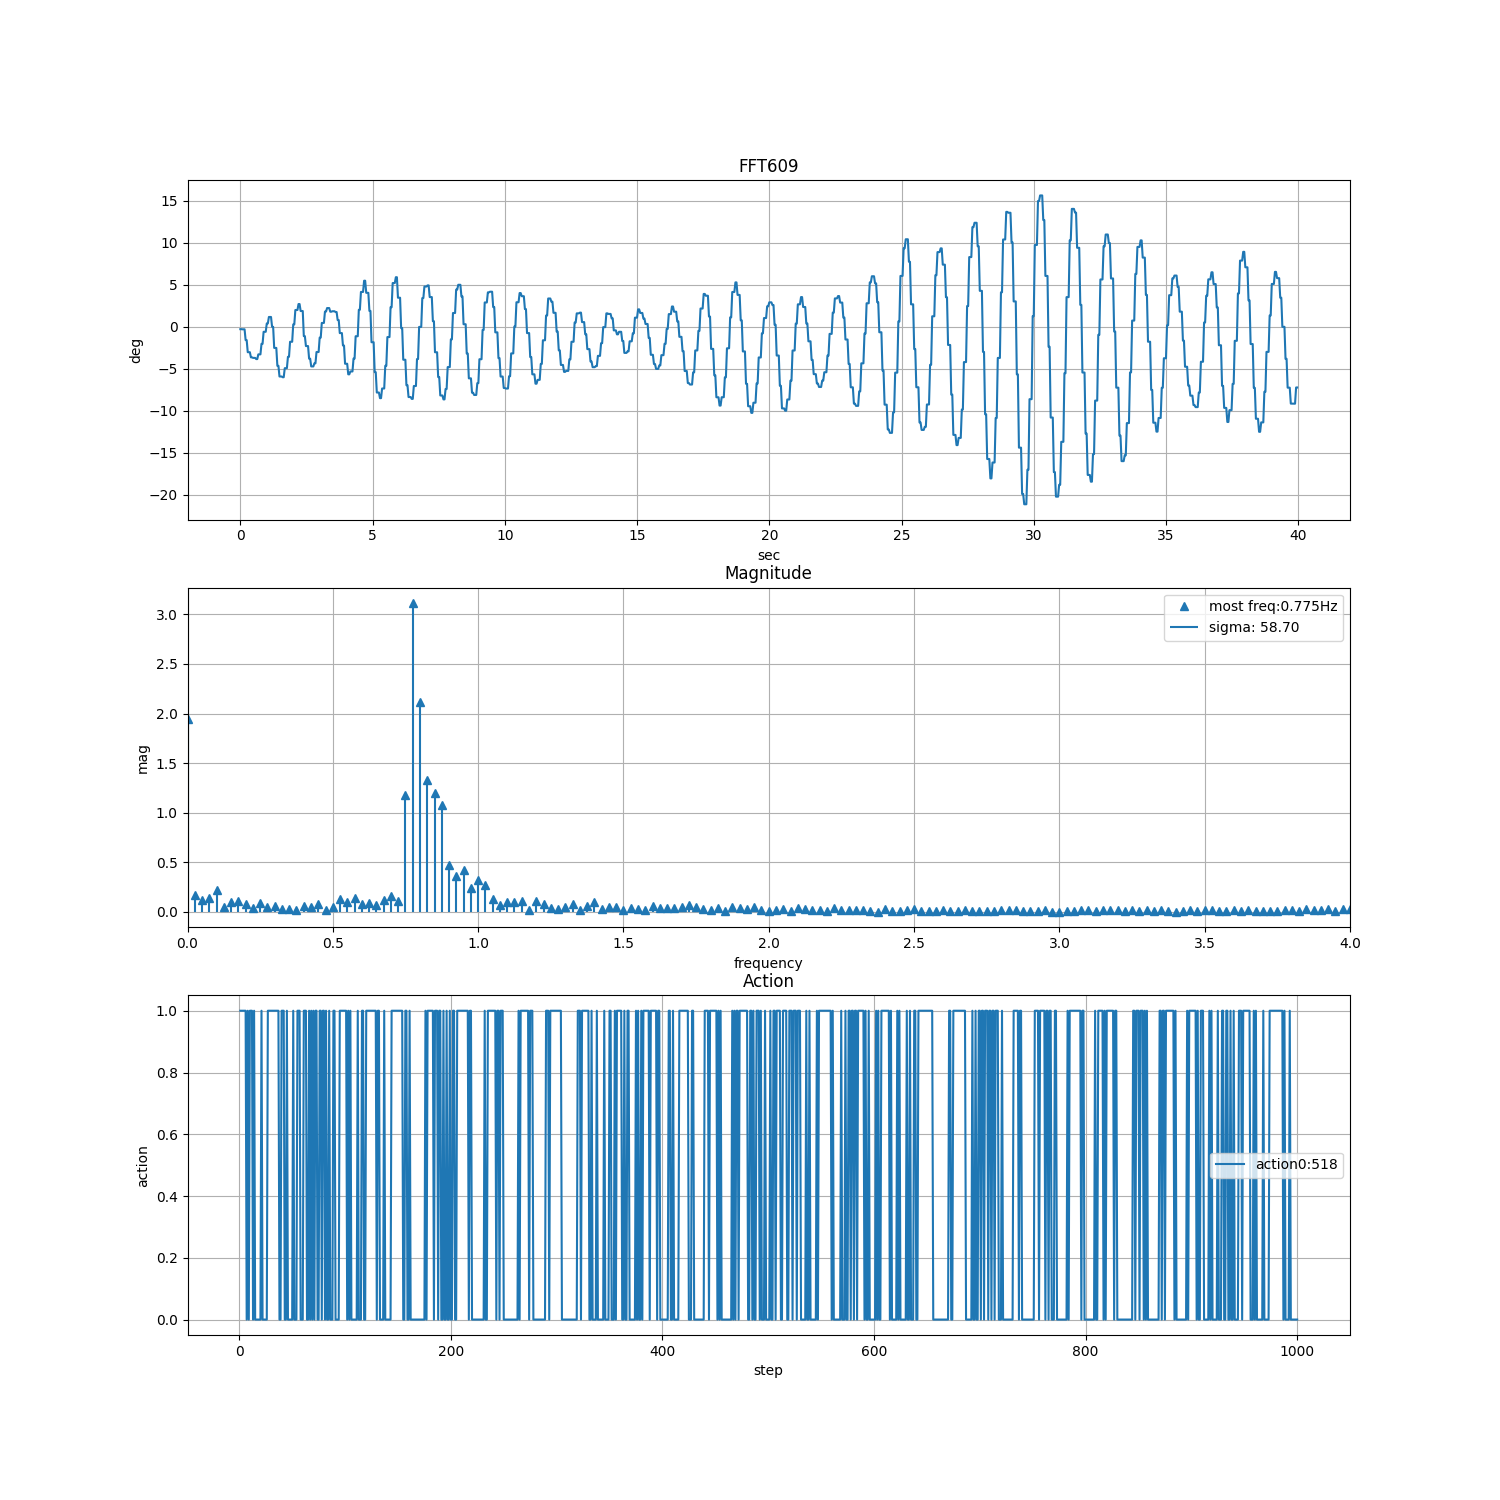 FFT609
15
10
5
0
−5
−10
−15
−20
deg
0 5 10 15 20 25 30 35 40
sec
Magnitude
3.0
2.5
2.0
1.5
1.0
0.5
0.0
mag
most freq:0.775Hz
sigma: 58.70
0.0 0.5 1.0 1.5 2.0 2.5 3.0 3.5 4.0
frequency
Action
1.0
0.8
0.6
0.4
0.2
0.0
action
action0:518
0 200 400 600 800 1000
step